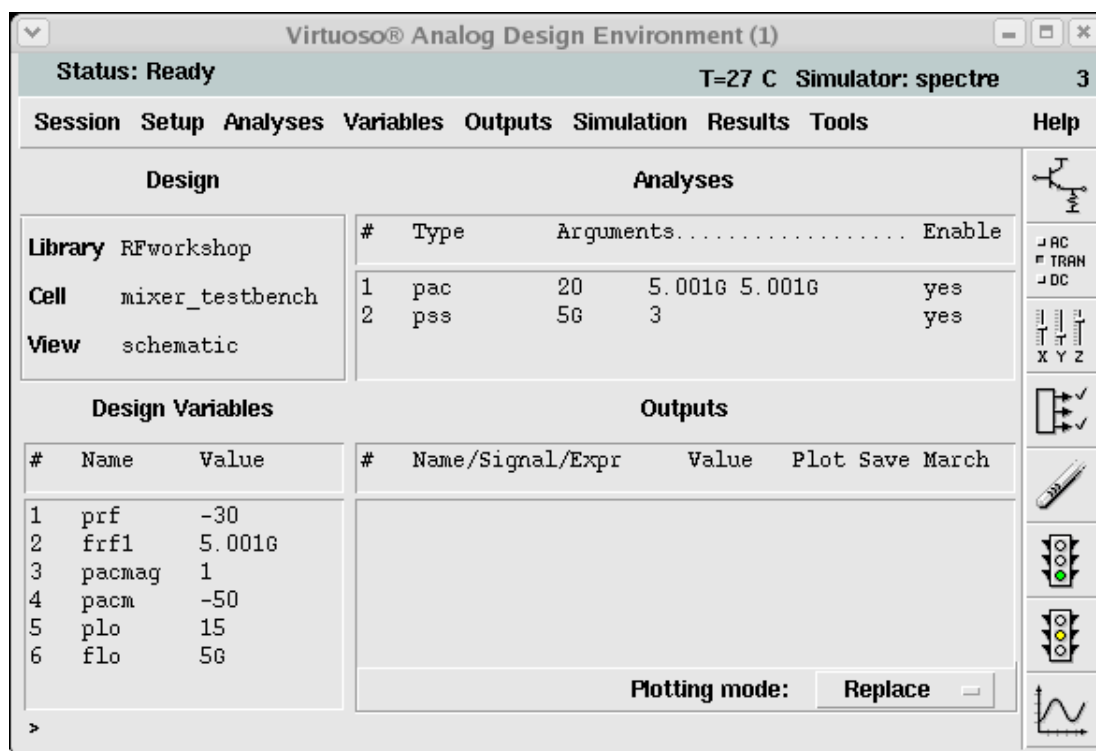 Virtuoso® Analog Design Environment (1)
Status: Ready T=27 C Simulator: spectre 3
Session Setup Analyses Variables Outputs Simulation Results Tools Help
Design
Library RFworkshop
Cell mixer_testbench
View schematic
Analyses
# Type Arguments.................. Enable
1 pac 20 5.001G 5.001G yes
2 pss 5G 3 yes
Design Variables
# Name Value
1 prf -30
2 frf1 5.001G
3 pacmag 1
4 pacm -50
5 plo 15
6 flo 5G
Outputs
# Name/Signal/Expr Value Plot Save March
Plotting mode: Replace
>
AC
TRAN
DC
X Y Z